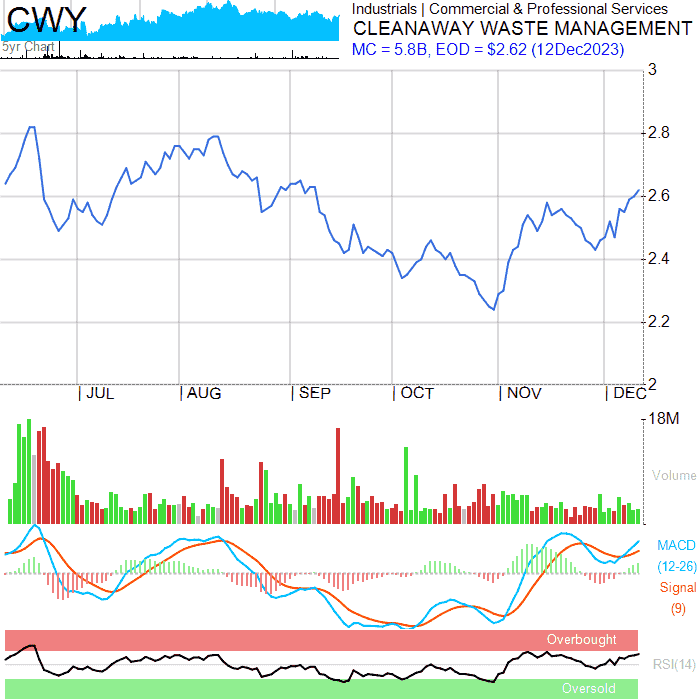 CWY
5yr Chart
Industrials | Commercial & Professional Services
CLEANAWAY WASTE MANAGEMENT
MC = 5.8B, EOD = $2.62 (12Dec2023)
3
2.8
2.6
2.4
2.2
2
| JUL
| AUG
| SEP
| OCT
| NOV
| DEC
18M
Volume
MACD
(12-26)
Signal
(9)
Overbought
RSI(14)
Oversold